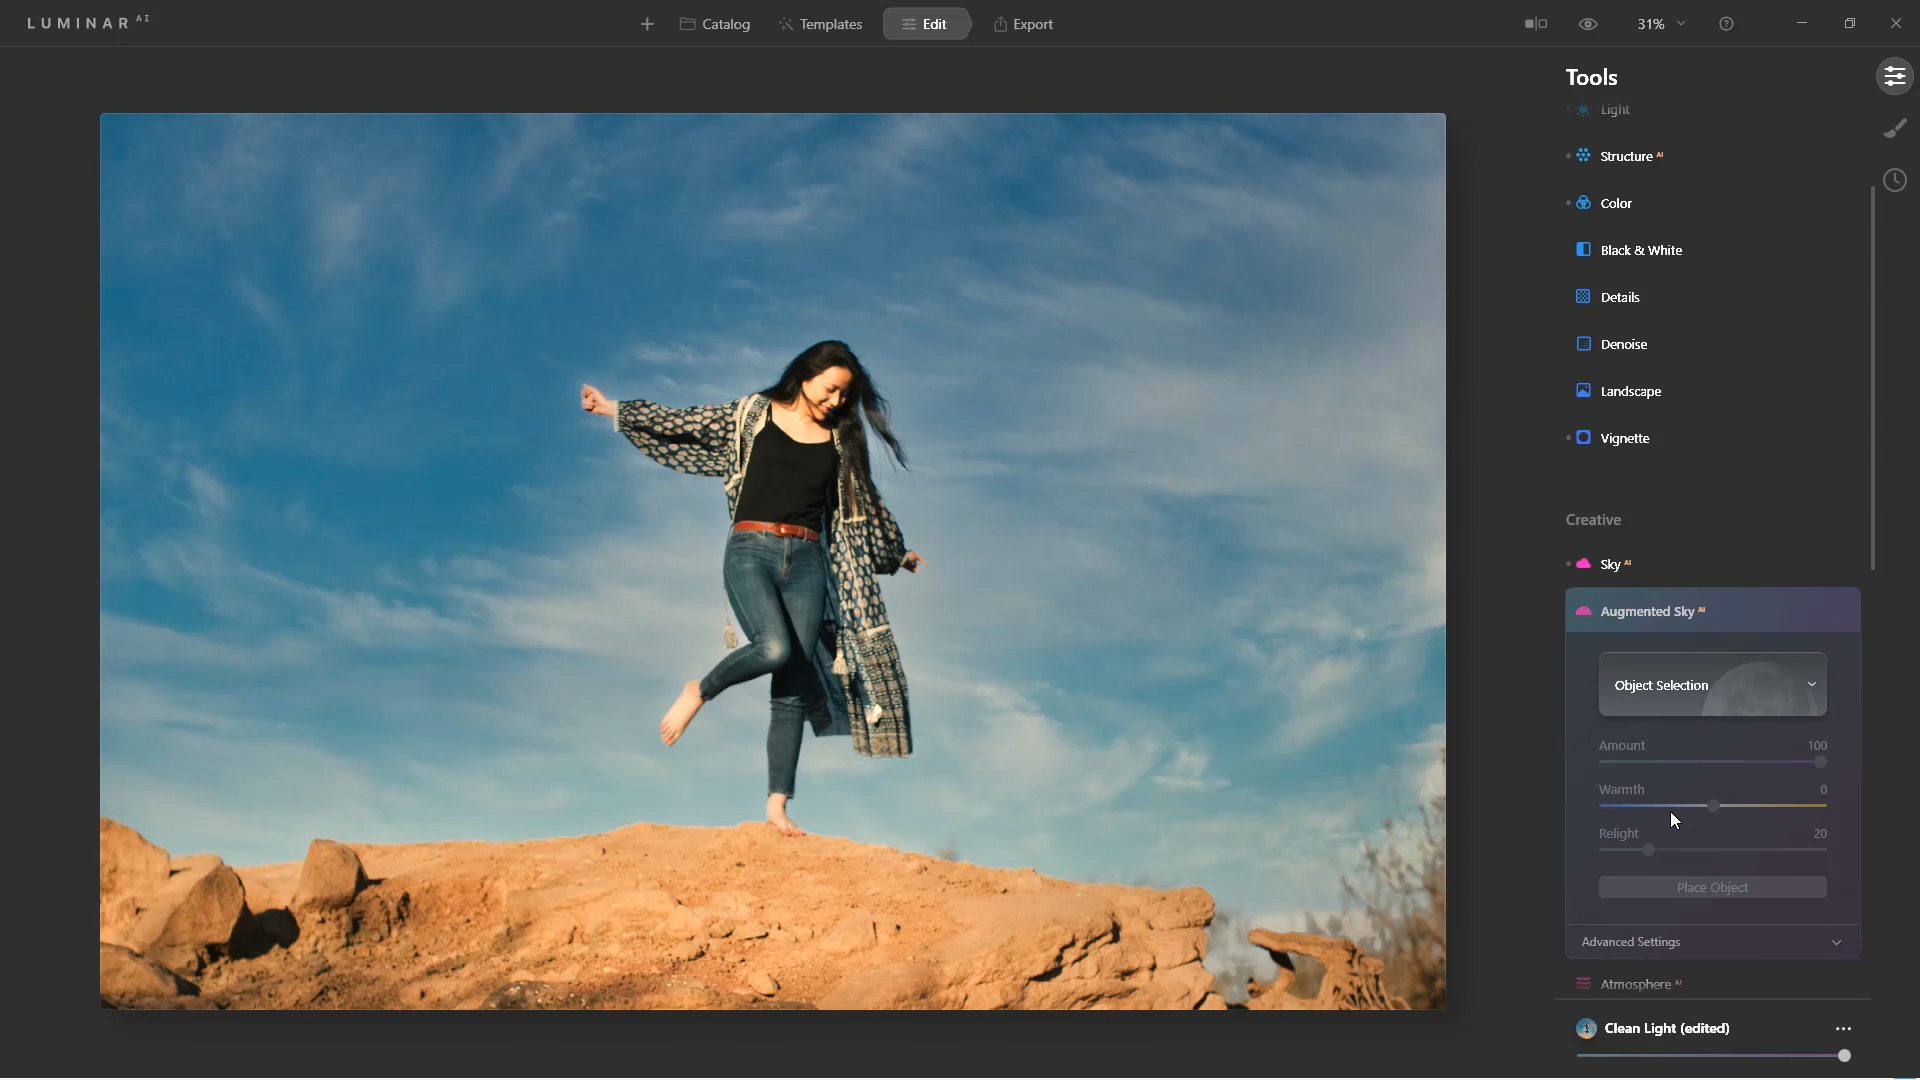 LUMINAR AI
Catalog
Templates
Edit
Export
31%
Tools
Light
Structure AI
Color
Black & White
Details
Denoise
Landscape
Vignette
Creative
Sky AI
Augmented Sky AI
Object Selection
Amount 100
Warmth 0
Relight 20
Place Object
Advanced Settings
Atmosphere AI
Clean Light (edited)